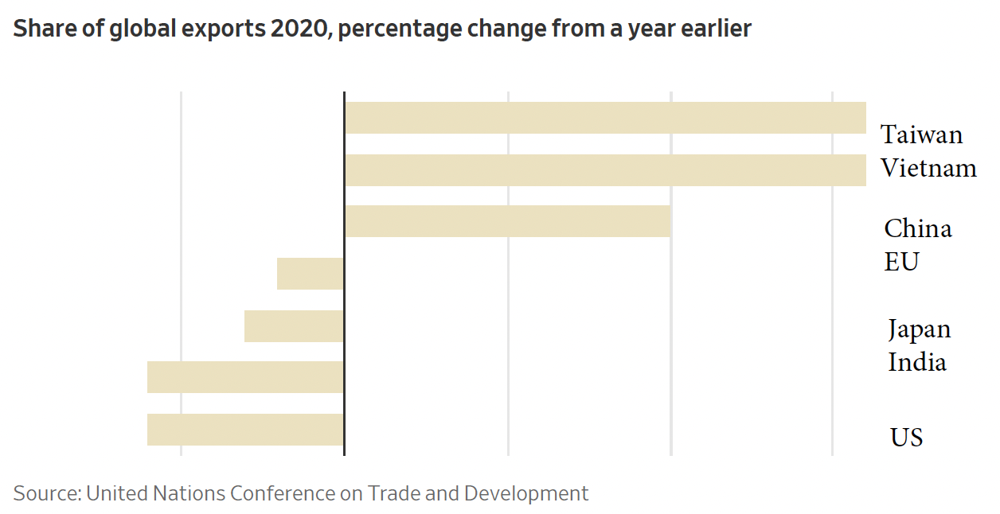 Share of global exports 2020, percentage change from a year earlier
Taiwan
Vietnam
China
EU
Japan
India
US
Source: United Nations Conference on Trade and Development